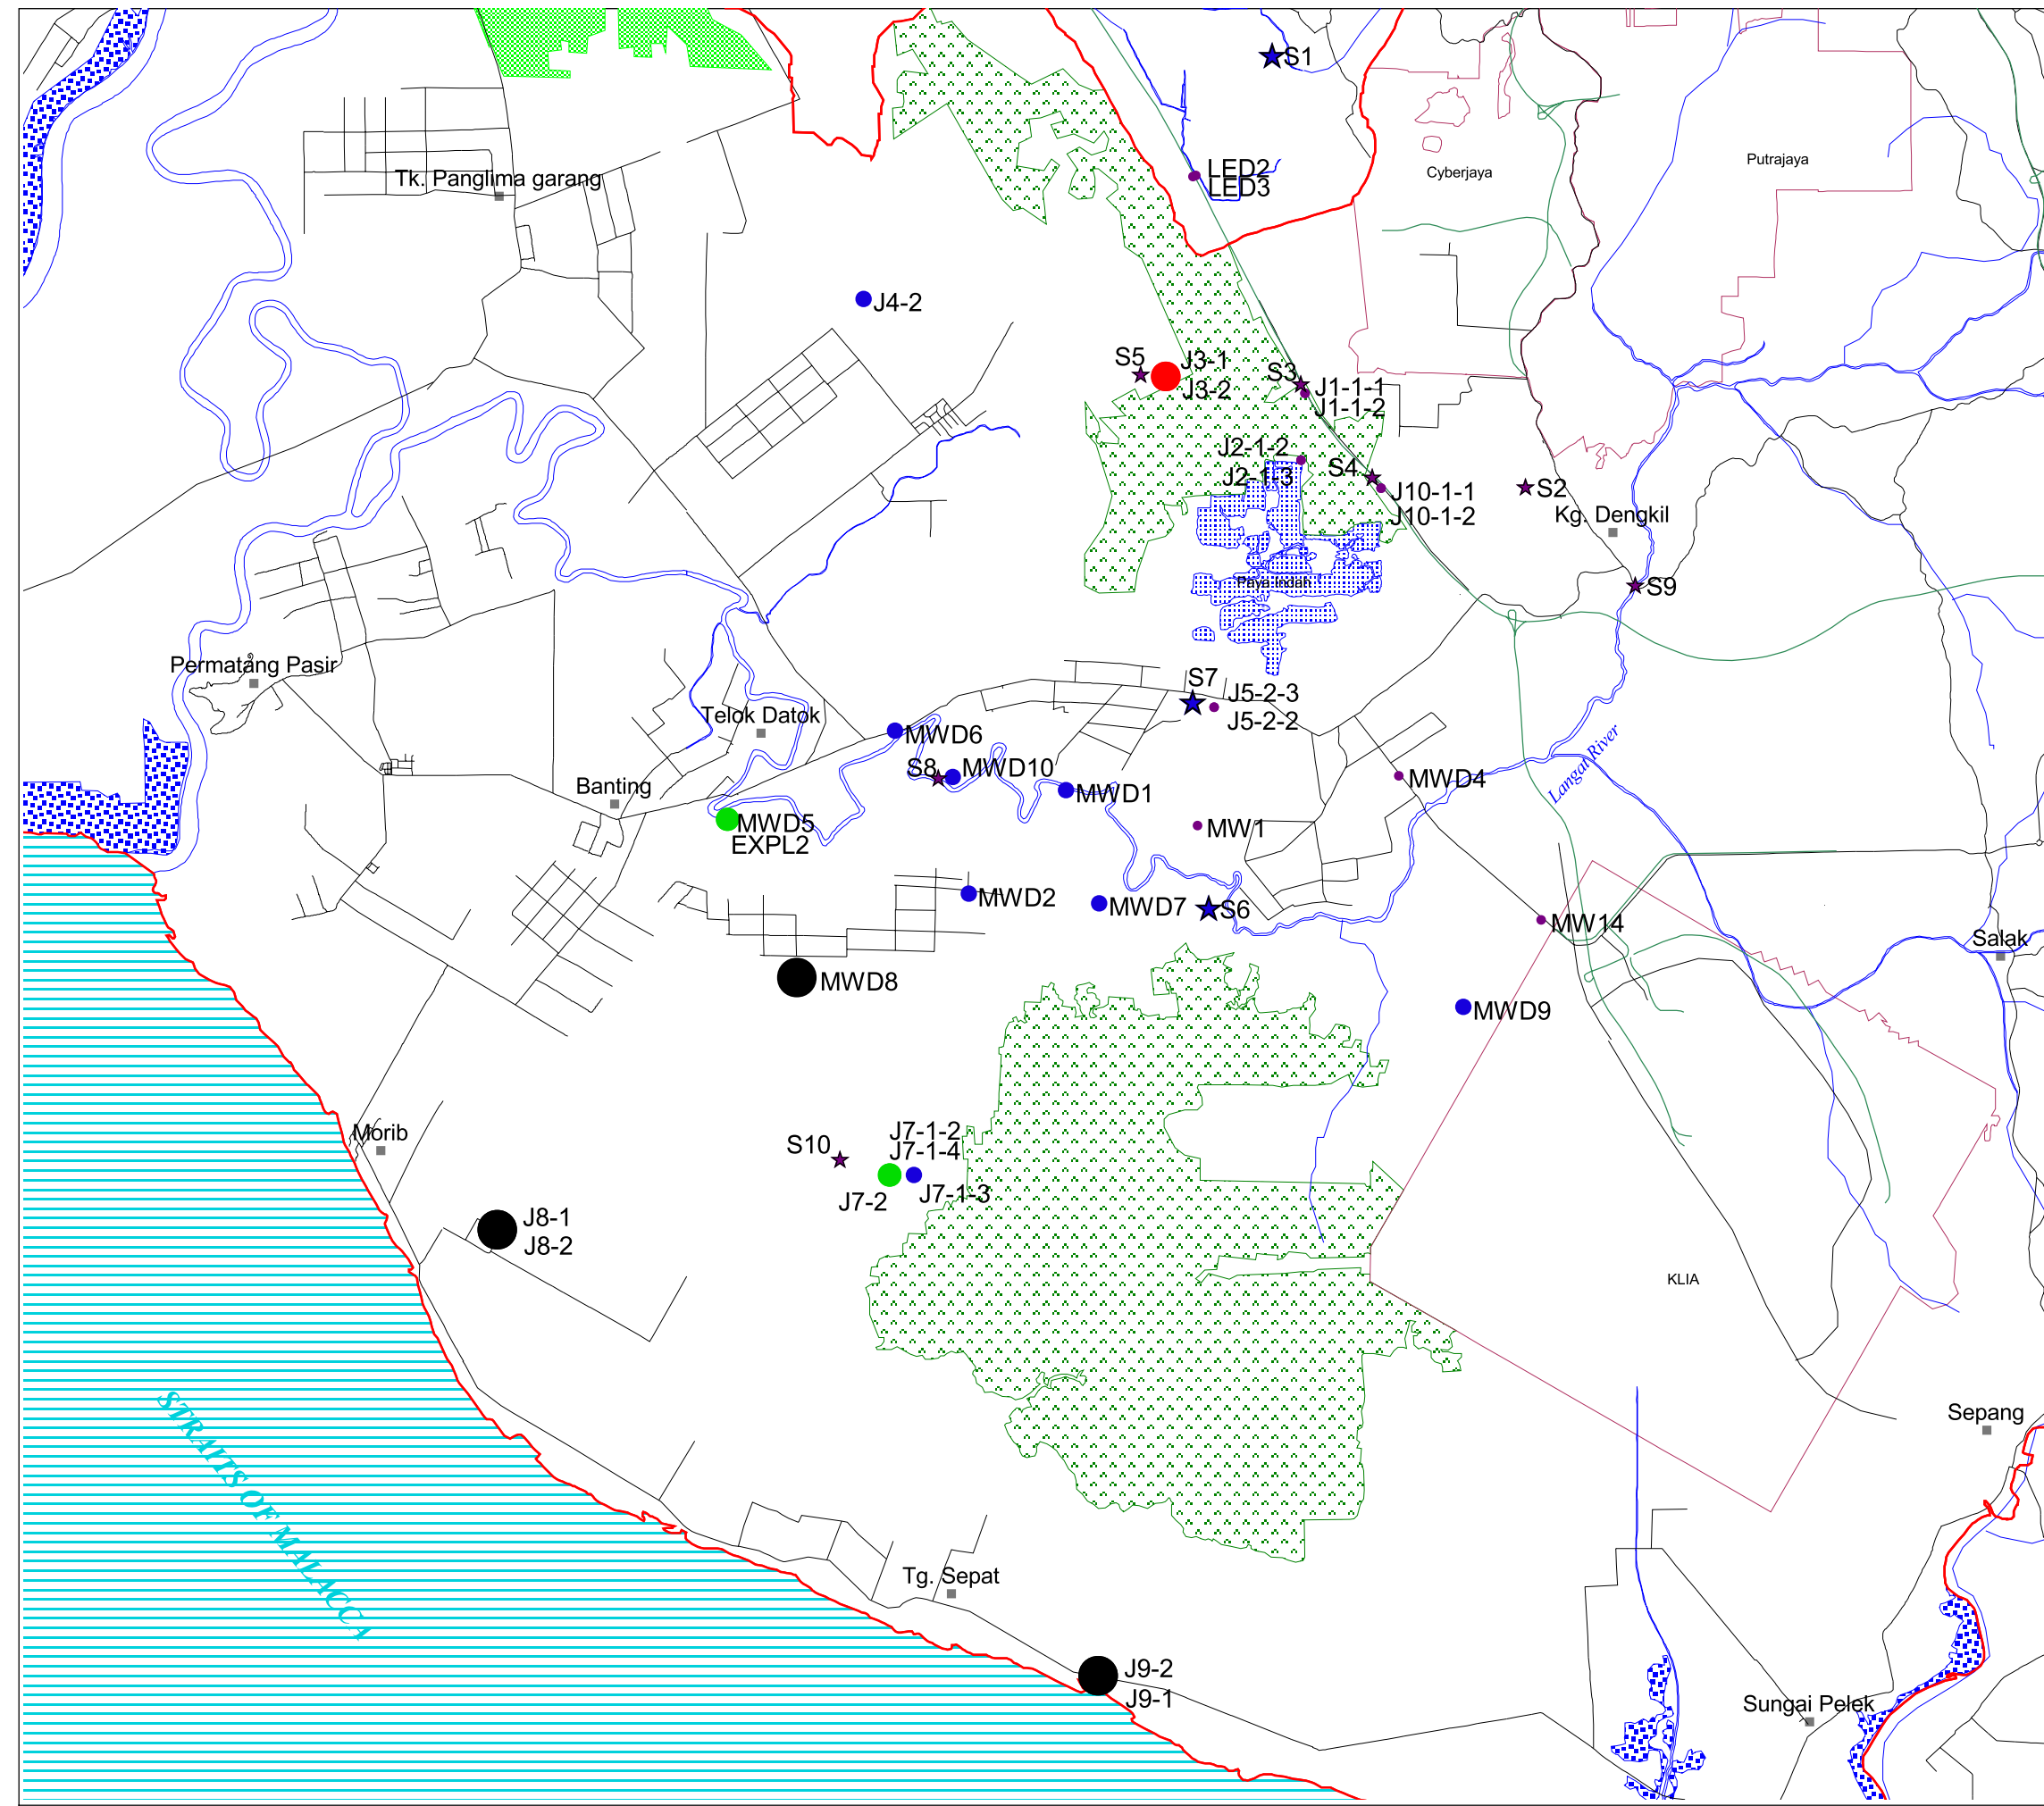 S1
LED2
LED3
Cyberjaya
Putrajaya
Tk. Panglima garang
J4-2
S5
J3-1
J3-2
S3
J1-1-1
J1-1-2
J2-1-2
J2-1-3
S4
J10-1-1
J10-1-2
S2
Kg. Dengkil
Paya Indah
S9
Permatang Pasir
S7
J5-2-3
J5-2-2
Telok Datok
MWD6
S8
MWD10
MWD1
MWD4
Langat River
Banting
MWD5
EXPL2
MW1
MWD2
MWD7
S6
MW14
Salak
MWD8
MWD9
Morib
S10
J7-1-2
J7-1-4
J7-2
J7-1-3
J8-1
J8-2
KLIA
STRAITS OF MALACCA
Sepang
Tg. Sepat
J9-2
J9-1
Sungai Pelek